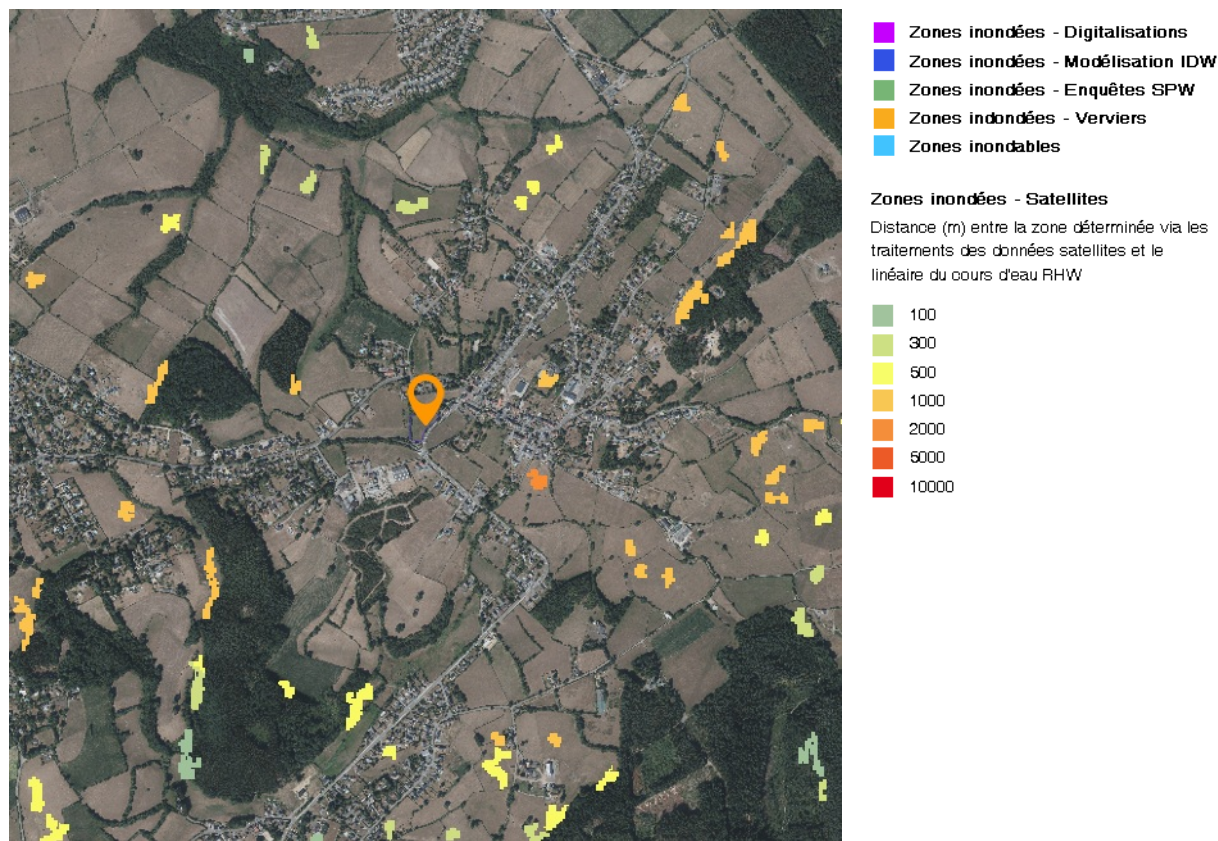 Zones inondées - Digitalisations
Zones inondées - Modélisation IDW
Zones inondées - Enquêtes SPW
Zones indondées - Verviers
Zones inondables
Zones inondées - Satellites
Distance (m) entre la zone déterminée via les
traitements des données satellites et le
linéaire du cours d'eau RHW
100
300
500
1000
2000
5000
10000